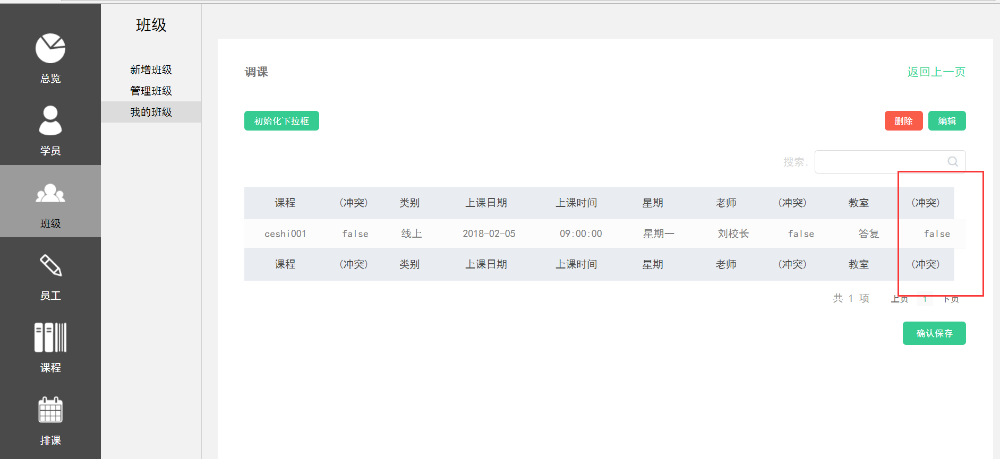 总览
学员
班级
员工
课程
排课
班级
新增班级
管理班级
我的班级
调课
返回上一页
初始化下拉框
删除
编辑
搜索:
课程 (冲突) 类别 上课日期 上课时间 星期 老师 (冲突) 教室 (冲突)
ceshi001 false 线上 2018-02-05 09:00:00 星期一 刘校长 false 答复 false
课程 (冲突) 类别 上课日期 上课时间 星期 老师 (冲突) 教室 (冲突)
共 1 项 上页 1 下页
确认保存